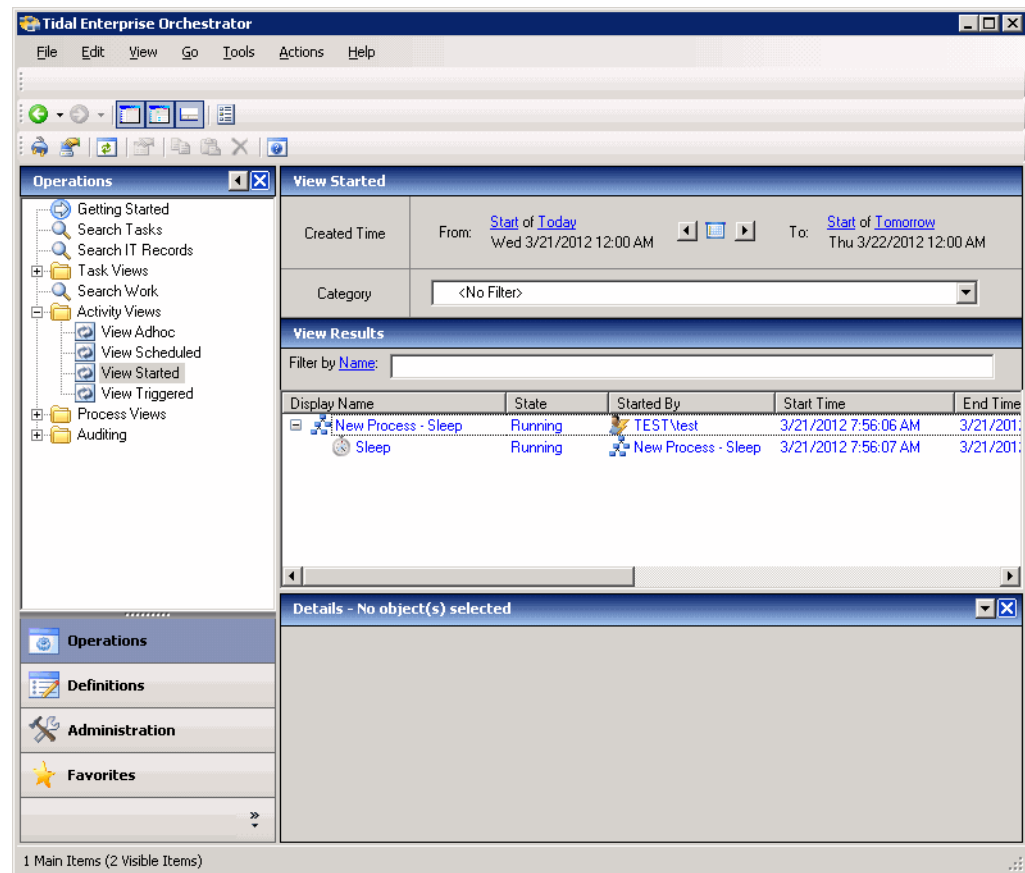 Tidal Enterprise Orchestrator
File Edit View Go Tools Actions Help
Operations
Getting Started
Search Tasks
Search IT Records
Task Views
Search Work
Activity Views
View Adhoc
View Scheduled
View Started
View Triggered
Process Views
Auditing
Operations
Definitions
Administration
Favorites
View Started
Created Time From: Start of Today To: Start of Tomorrow
Wed 3/21/2012 12:00 AM Thu 3/22/2012 12:00 AM
Category <No Filter>
View Results
Filter by Name:
Display Name State Started By Start Time End Time
New Process - Sleep Running TEST\test 3/21/2012 7:56:06 AM 3/21/201
Sleep Running New Process - Sleep 3/21/2012 7:56:07 AM 3/21/201
Details - No object(s) selected
1 Main Items (2 Visible Items)